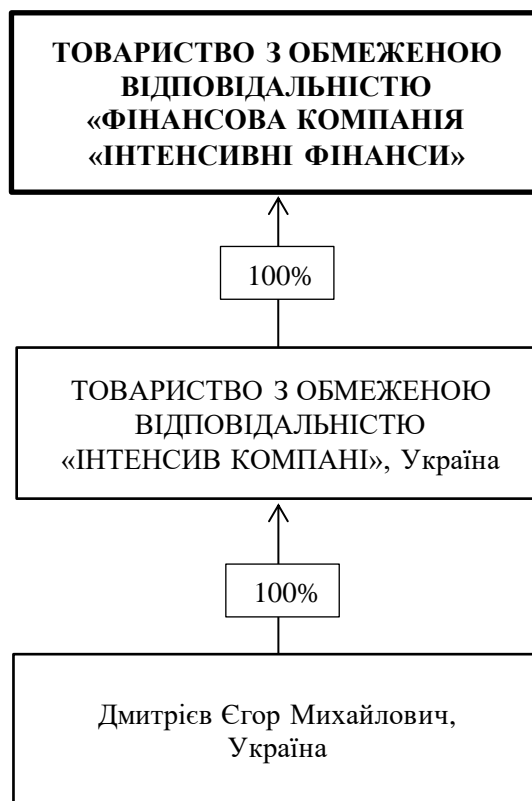 ТОВАРИСТВО З ОБМЕЖЕНОЮ
ВІДПОВІДАЛЬНІСТЮ
«ФІНАНСОВА КОМПАНІЯ
«ІНТЕНСИВНІ ФІНАНСИ»
100%
ТОВАРИСТВО З ОБМЕЖЕНОЮ
ВІДПОВІДАЛЬНІСТЮ
«ІНТЕНСИВ КОМПАНІ», Україна
100%
Дмитрієв Єгор Михайлович,
Україна